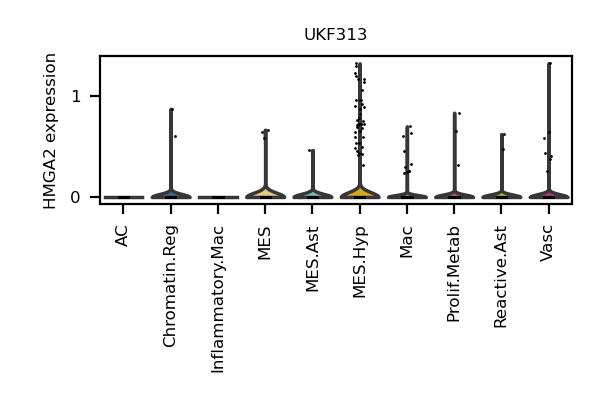 UKF313
HMGA2 expression
1
0
AC
Chromatin.Reg
Inflammatory.Mac
MES
MES.Ast
MES.Hyp
Mac
Prolif.Metab
Reactive.Ast
Vasc